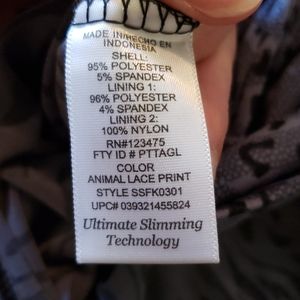 MADE IN/HECHO EN
INDONESIA
SHELL:
95% POLYESTER
5% SPANDEX
LINING 1:
96% POLYESTER
4% SPANDEX
LINING 2:
100% NYLON
RN#123475
FTY ID # PTTAGL
COLOR
ANIMAL LACE PRINT
STYLE SSFK0301
UPC# 039321455824
Ultimate Slimming
Technology